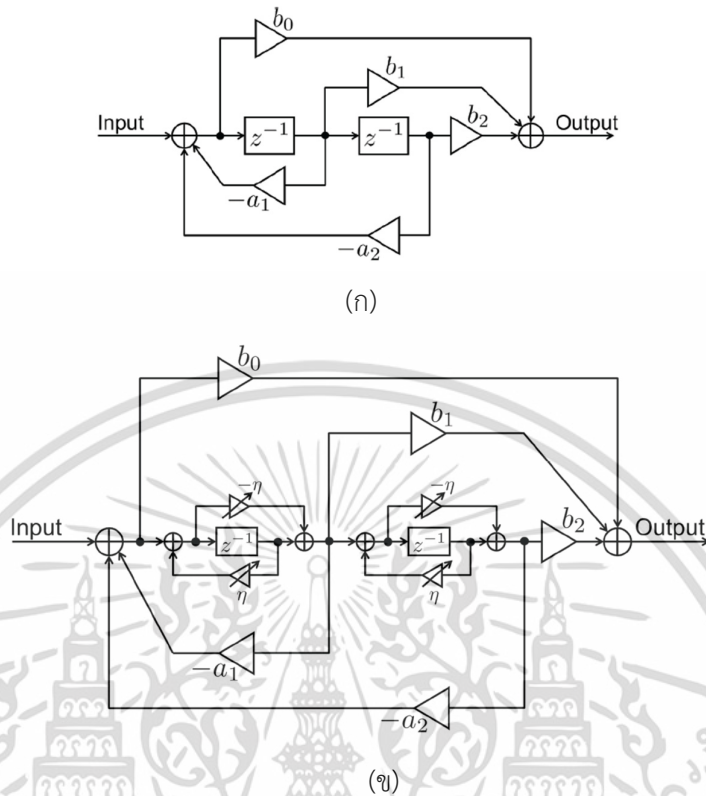 b₀
b₁
Input z⁻¹ z⁻¹ b₂ Output
-a₁
-a₂
(ก)
b₀
b₁
-η -η
Input z⁻¹ z⁻¹ b₂ Output
η η
-a₁
-a₂
(ข)